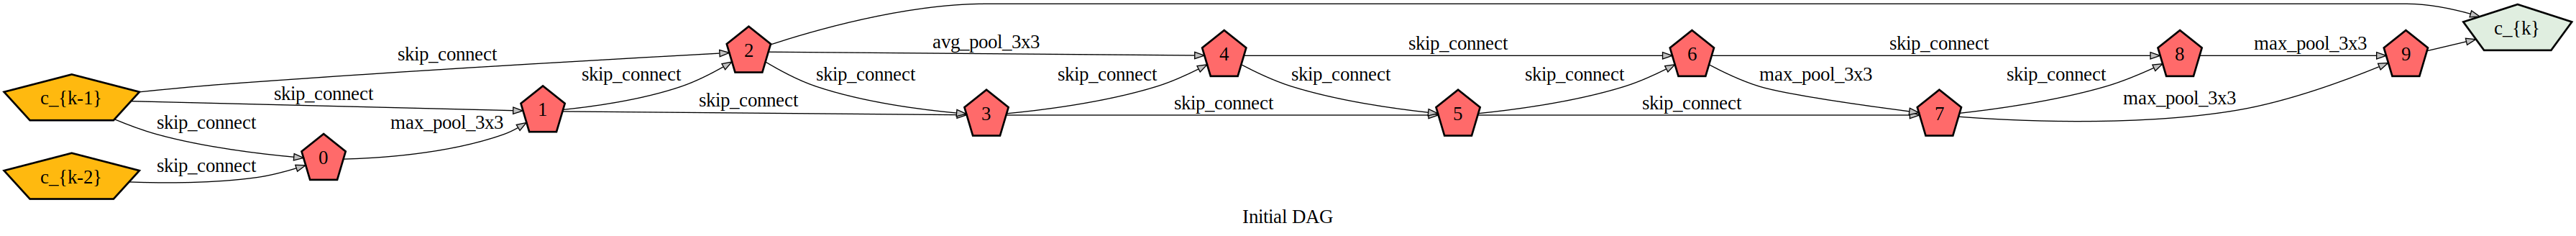 c_{k-1}
c_{k-2}
skip_connect
skip_connect
skip_connect
skip_connect
0
max_pool_3x3
1
skip_connect
skip_connect
2
avg_pool_3x3
skip_connect
3
skip_connect
skip_connect
4
skip_connect
skip_connect
5
skip_connect
skip_connect
6
skip_connect
max_pool_3x3
7
skip_connect
max_pool_3x3
8
max_pool_3x3
9
c_{k}
Initial DAG